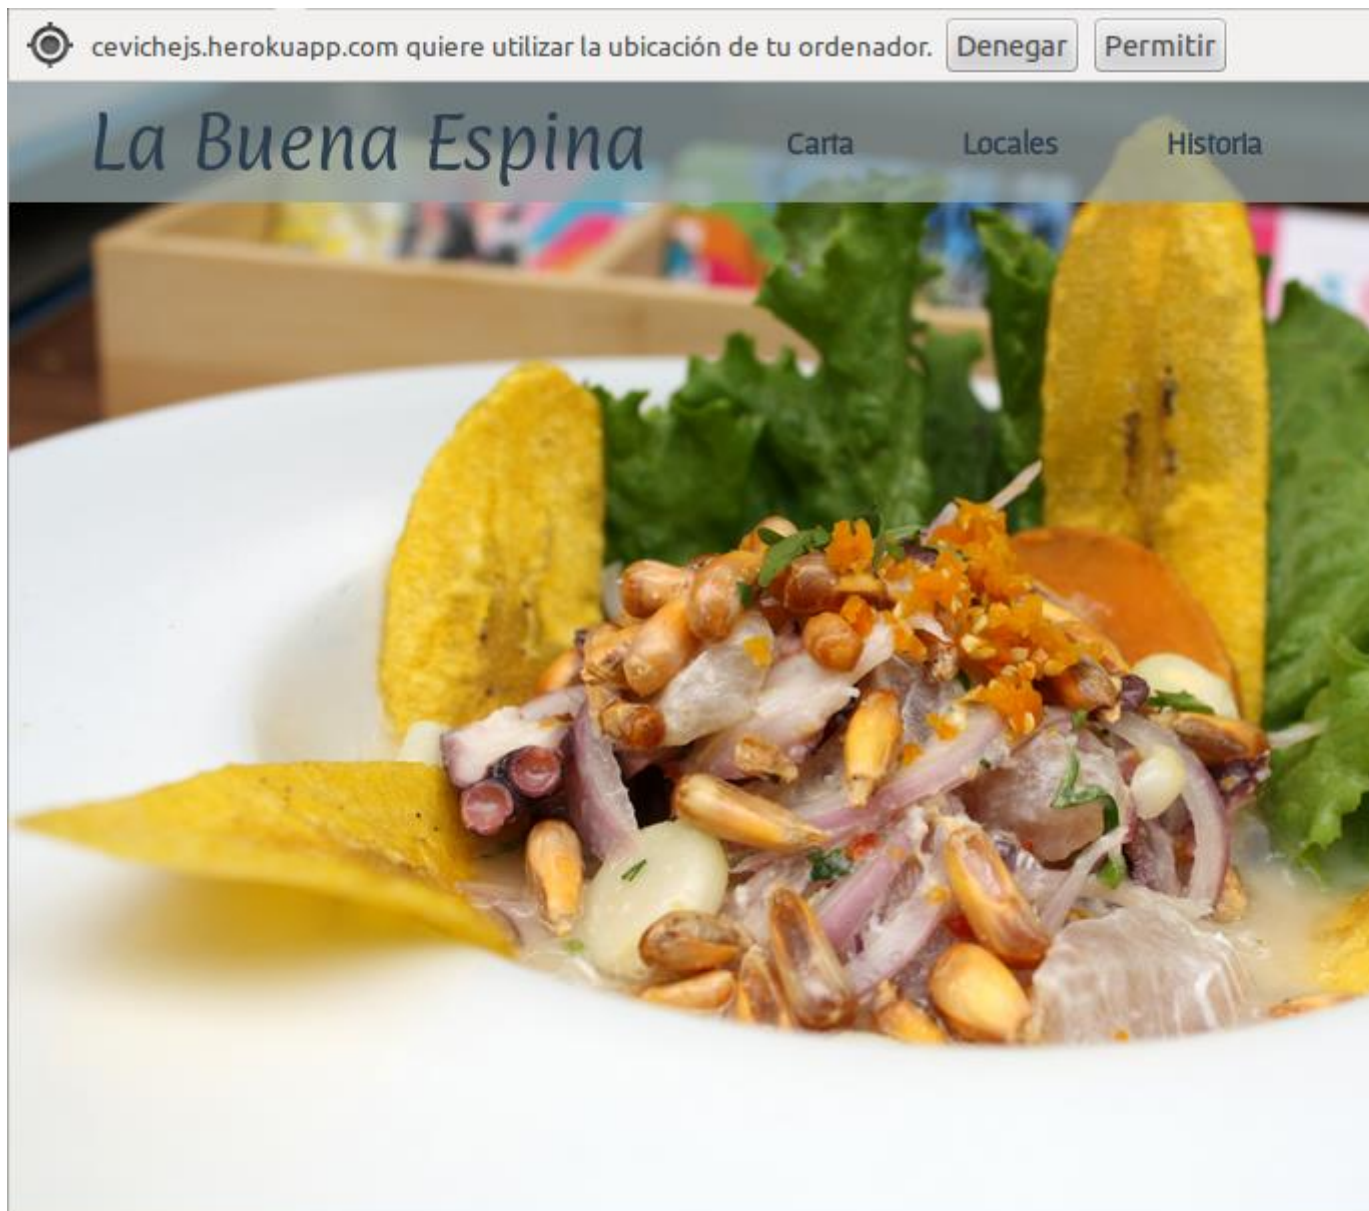 cevichejs.herokuapp.com quiere utilizar la ubicación de tu ordenador. Denegar Permitir
La Buena Espina Carta Locales Historia